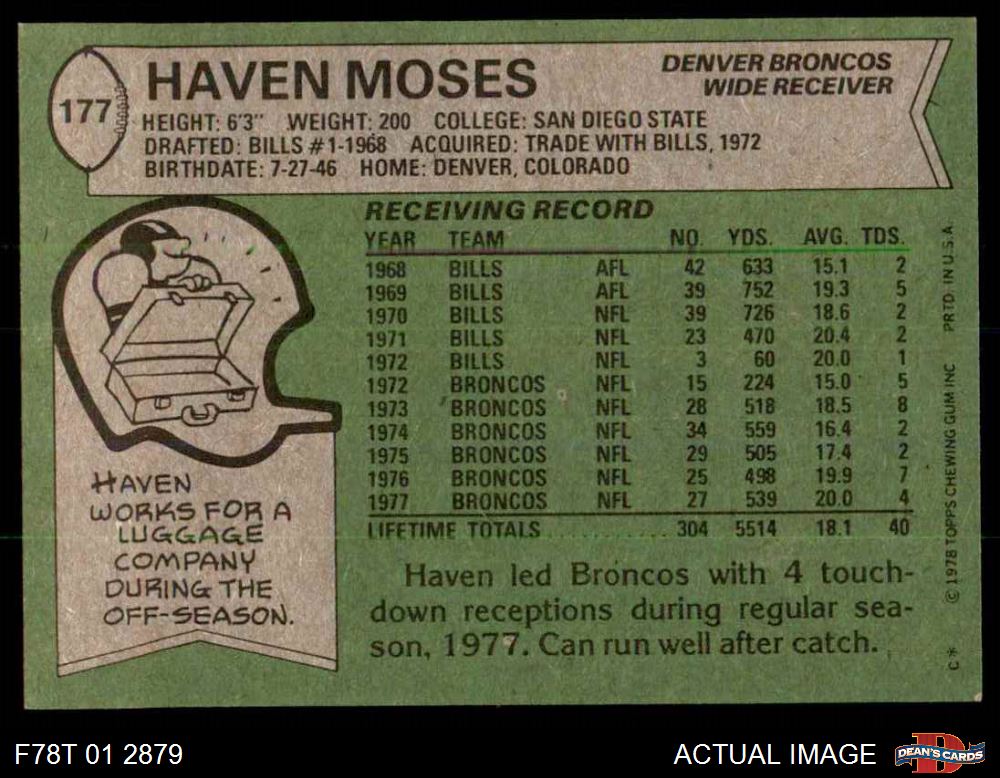 177
HAVEN MOSES
DENVER BRONCOS
WIDE RECEIVER
HEIGHT: 6'3" WEIGHT: 200 COLLEGE: SAN DIEGO STATE
DRAFTED: BILLS #1-1968 ACQUIRED: TRADE WITH BILLS, 1972
BIRTHDATE: 7-27-46 HOME: DENVER, COLORADO
RECEIVING RECORD
YEAR TEAM NO. YDS. AVG. TDS.
1968 BILLS AFL 42 633 15.1 2
1969 BILLS AFL 39 752 19.3 5
1970 BILLS NFL 39 726 18.6 2
1971 BILLS NFL 23 470 20.4 2
1972 BILLS NFL 3 60 20.0 1
1972 BRONCOS NFL 15 224 15.0 5
1973 BRONCOS NFL 28 518 18.5 8
1974 BRONCOS NFL 34 559 16.4 2
1975 BRONCOS NFL 29 505 17.4 2
1976 BRONCOS NFL 25 498 19.9 7
1977 BRONCOS NFL 27 539 20.0 4
LIFETIME TOTALS 304 5514 18.1 40
Haven led Broncos with 4 touch-
down receptions during regular sea-
son, 1977. Can run well after catch.
HAVEN
WORKS FOR A
LUGGAGE
COMPANY
DURING THE
OFF-SEASON.
C* © 1978 TOPPS CHEWING GUM INC PRTD. IN U.S.A.
F78T 01 2879
ACTUAL IMAGE
DEAN'S CARDS